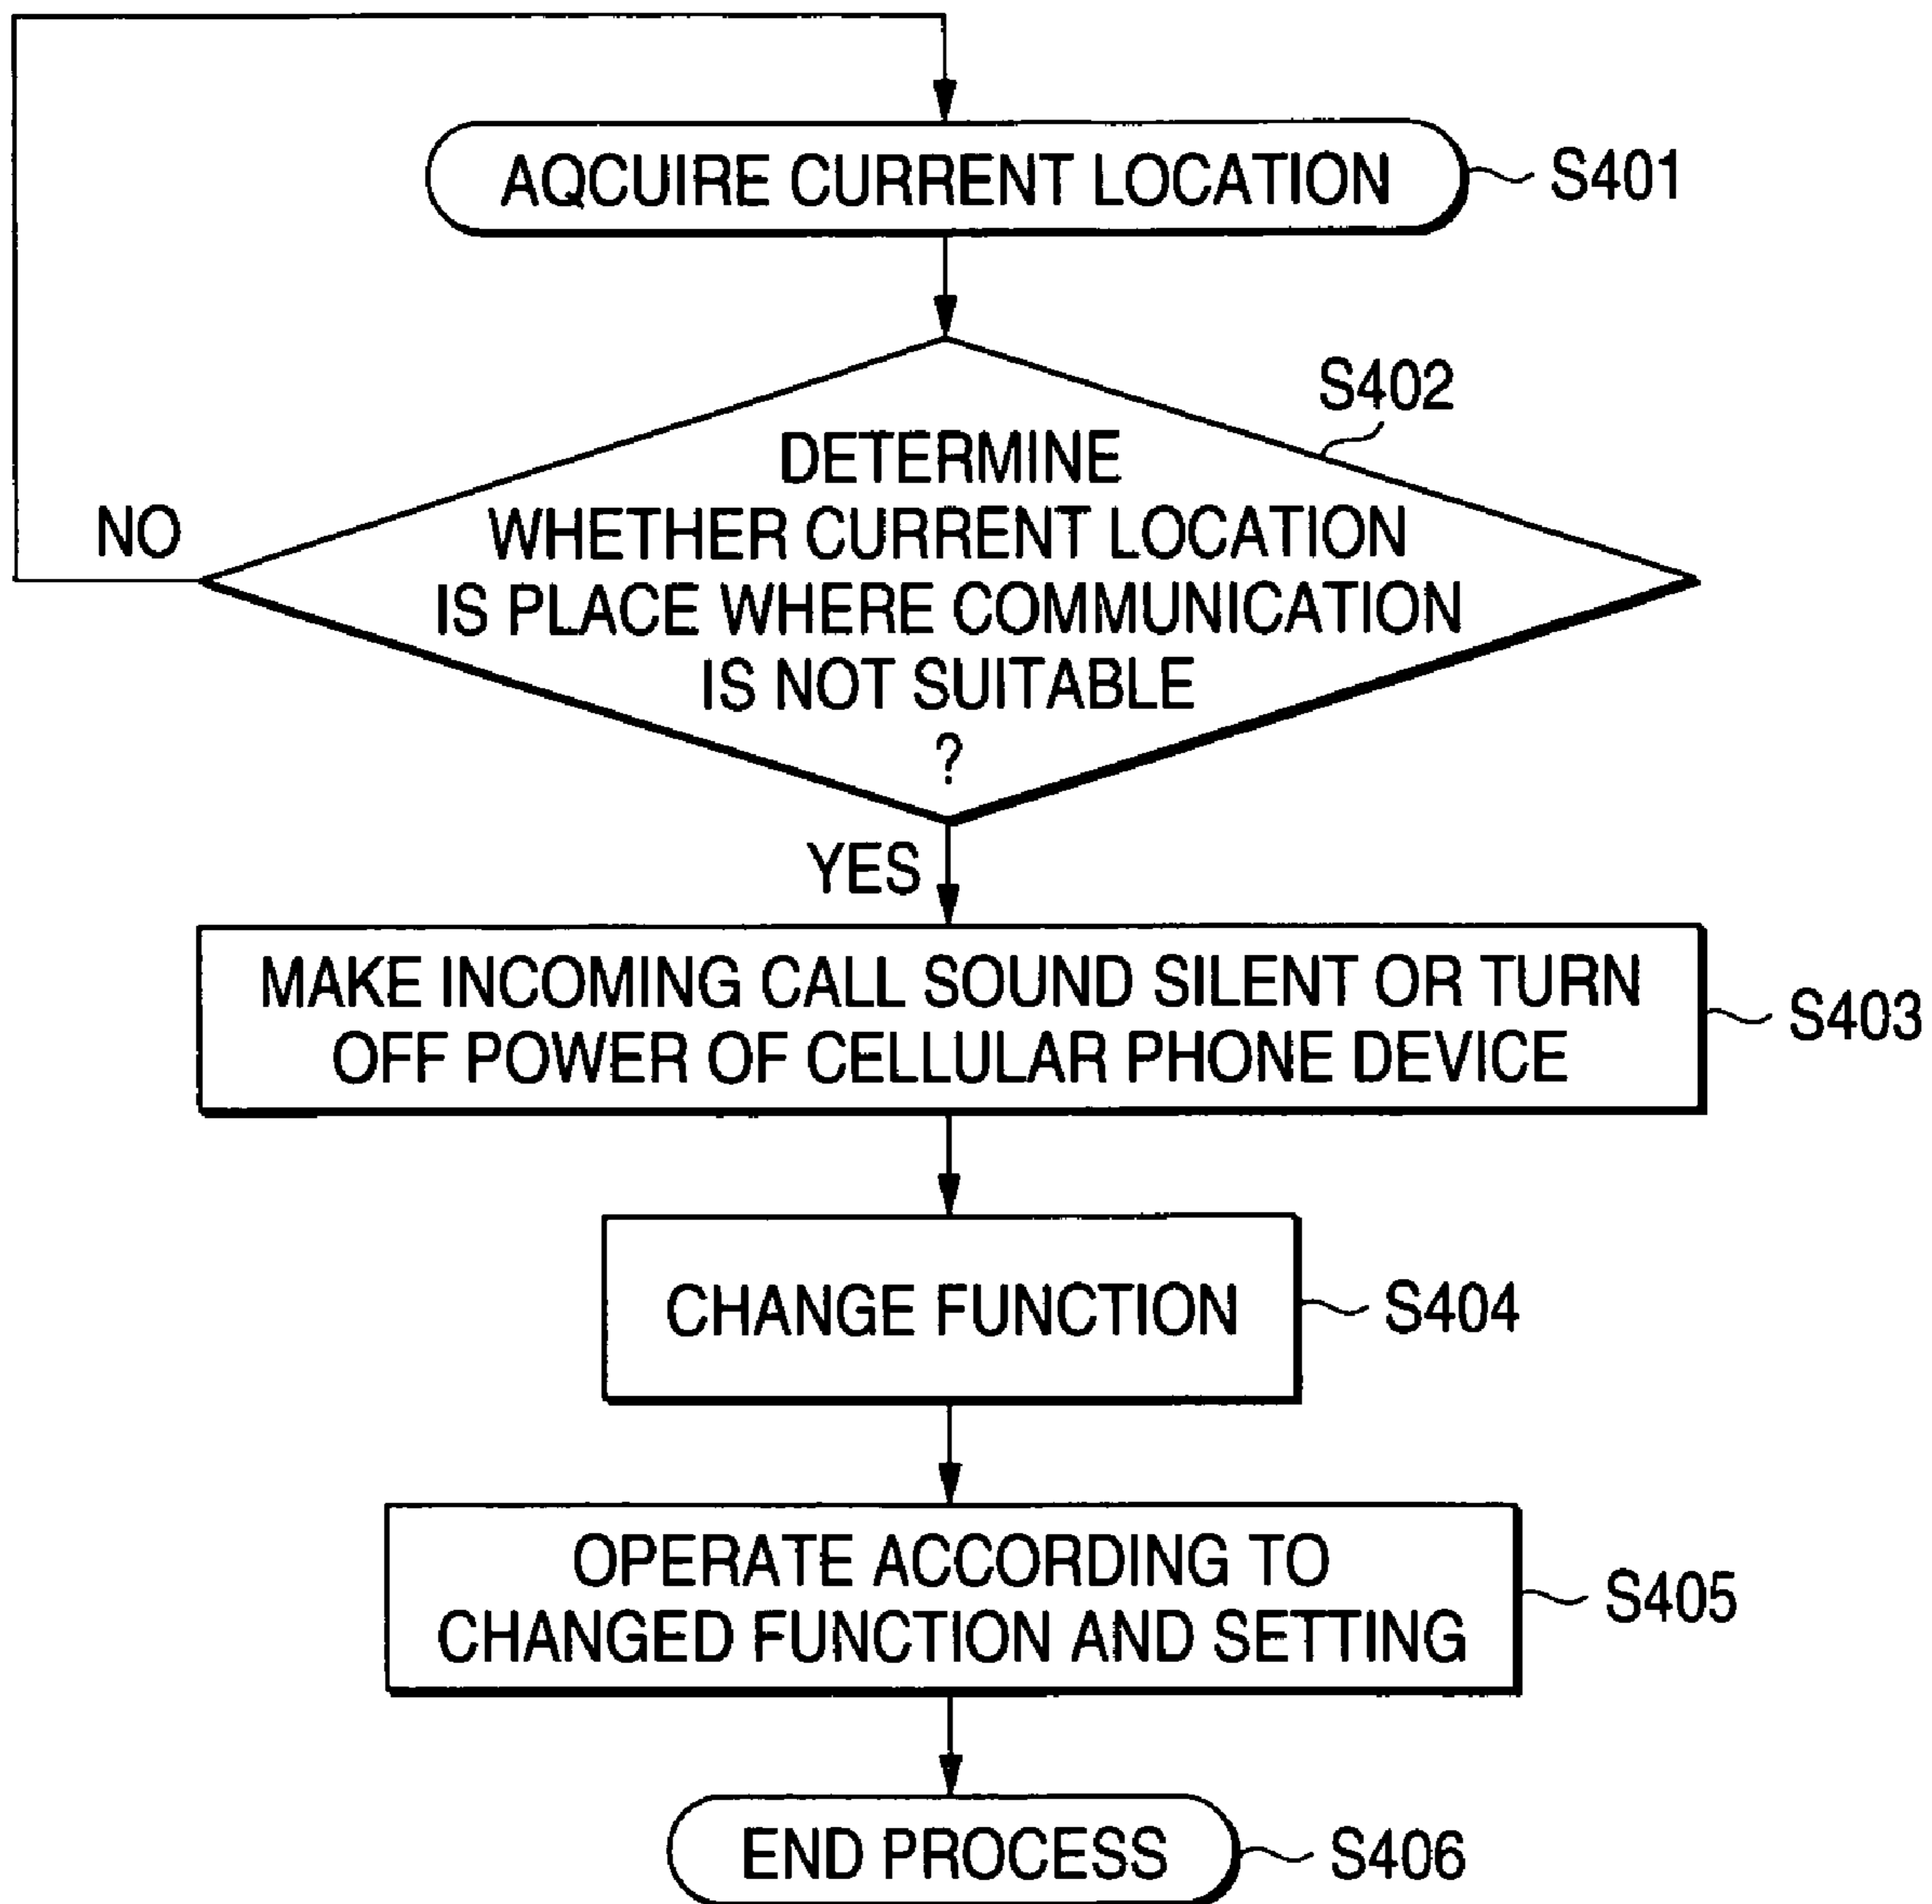 AQCUIRE CURRENT LOCATION
S401
S402
DETERMINE
WHETHER CURRENT LOCATION
IS PLACE WHERE COMMUNICATION
IS NOT SUITABLE
?
NO
YES
MAKE INCOMING CALL SOUND SILENT OR TURN
OFF POWER OF CELLULAR PHONE DEVICE
S403
CHANGE FUNCTION
S404
OPERATE ACCORDING TO
CHANGED FUNCTION AND SETTING
S405
END PROCESS
S406